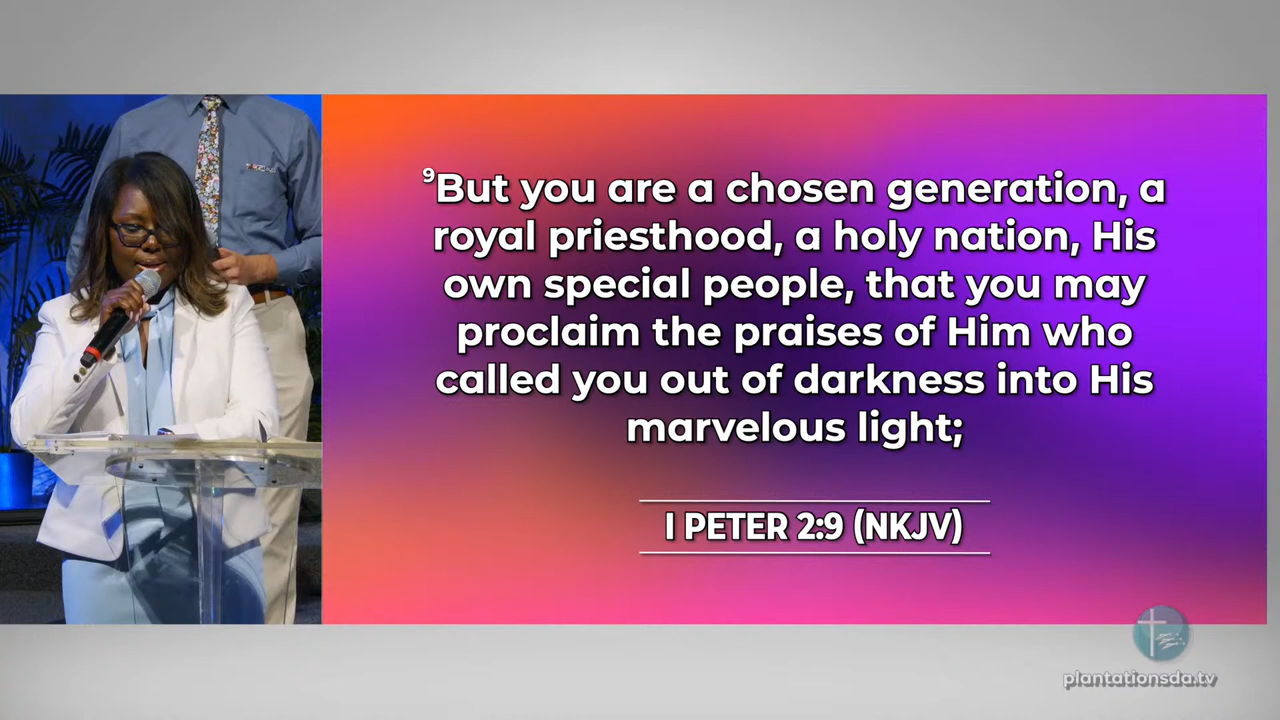 ⁹But you are a chosen generation, a
royal priesthood, a holy nation, His
own special people, that you may
proclaim the praises of Him who
called you out of darkness into His
marvelous light;
I PETER 2:9 (NKJV)
plantationsda.tv